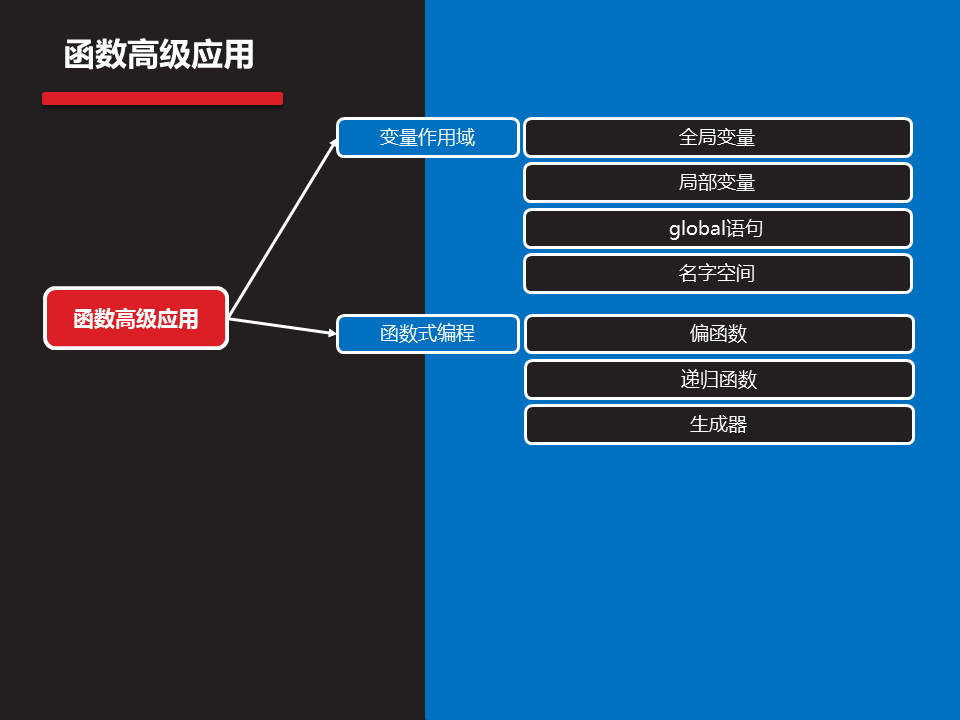 函数高级应用
变量作用域
全局变量
局部变量
global语句
名字空间
函数高级应用
函数式编程
偏函数
递归函数
生成器